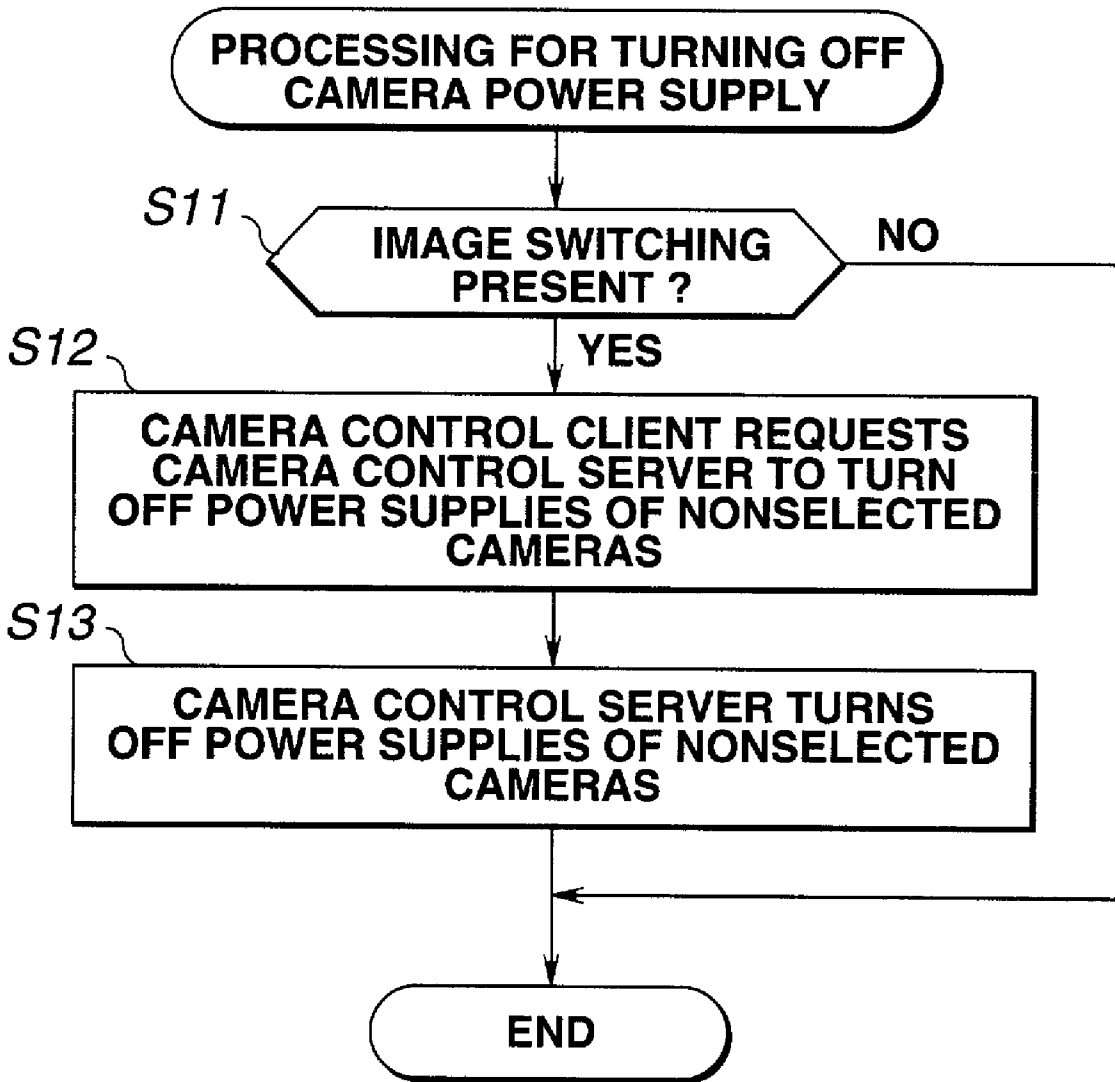 PROCESSING FOR TURNING OFF
CAMERA POWER SUPPLY
S11
IMAGE SWITCHING
PRESENT ?
NO
YES
S12
CAMERA CONTROL CLIENT REQUESTS
CAMERA CONTROL SERVER TO TURN
OFF POWER SUPPLIES OF NONSELECTED
CAMERAS
S13
CAMERA CONTROL SERVER TURNS
OFF POWER SUPPLIES OF NONSELECTED
CAMERAS
END